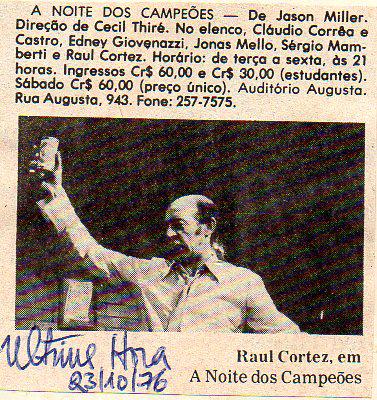 A NOITE DOS CAMPEÕES — De Jason Miller.
Direção de Cecil Thiré. No elenco, Cláudio Corrêa e
Castro, Edney Giovenazzi, Jonas Mello, Sérgio Mam-
berti e Raul Cortez. Horário: de terça a sexta, às 21
horas. Ingressos Cr$ 60,00 e Cr$ 30,00 (estudantes).
Sábado Cr$ 60,00 (preço único). Auditório Augusta.
Rua Augusta, 943. Fone: 257-7575.
Ultima Hora
23/10/76
Raul Cortez, em
A Noite dos Campeões